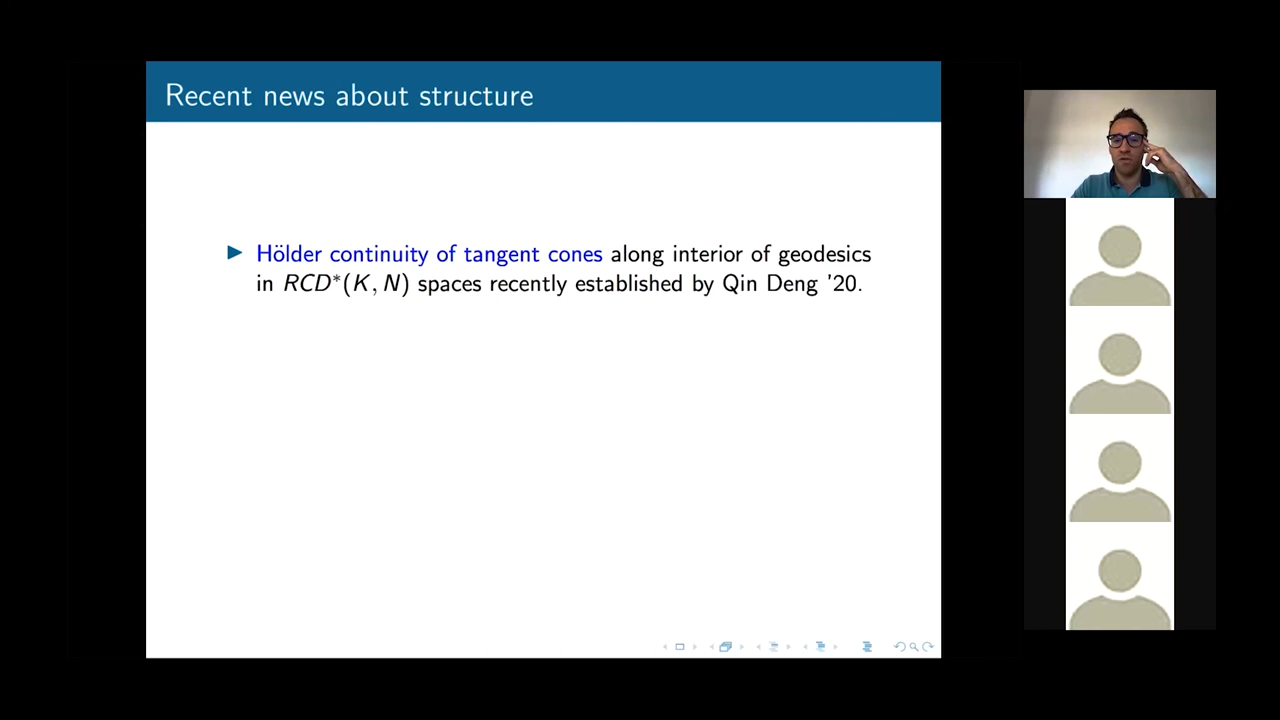 Recent news about structure
▶ Hölder continuity of tangent cones along interior of geodesics
in RCD*(K, N) spaces recently established by Qin Deng ’20.